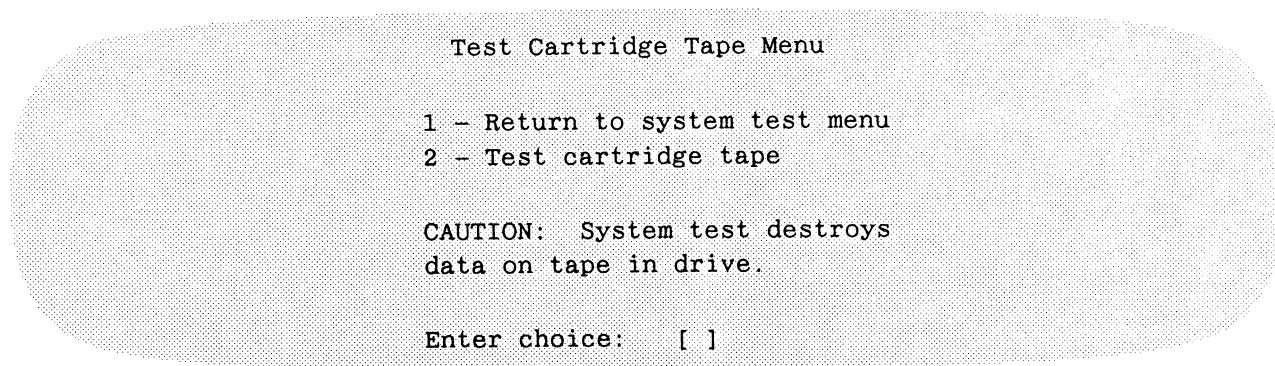 Test Cartridge Tape Menu
1 – Return to system test menu
2 – Test cartridge tape
CAUTION:  System test destroys
data on tape in drive.
Enter choice:   [ ]